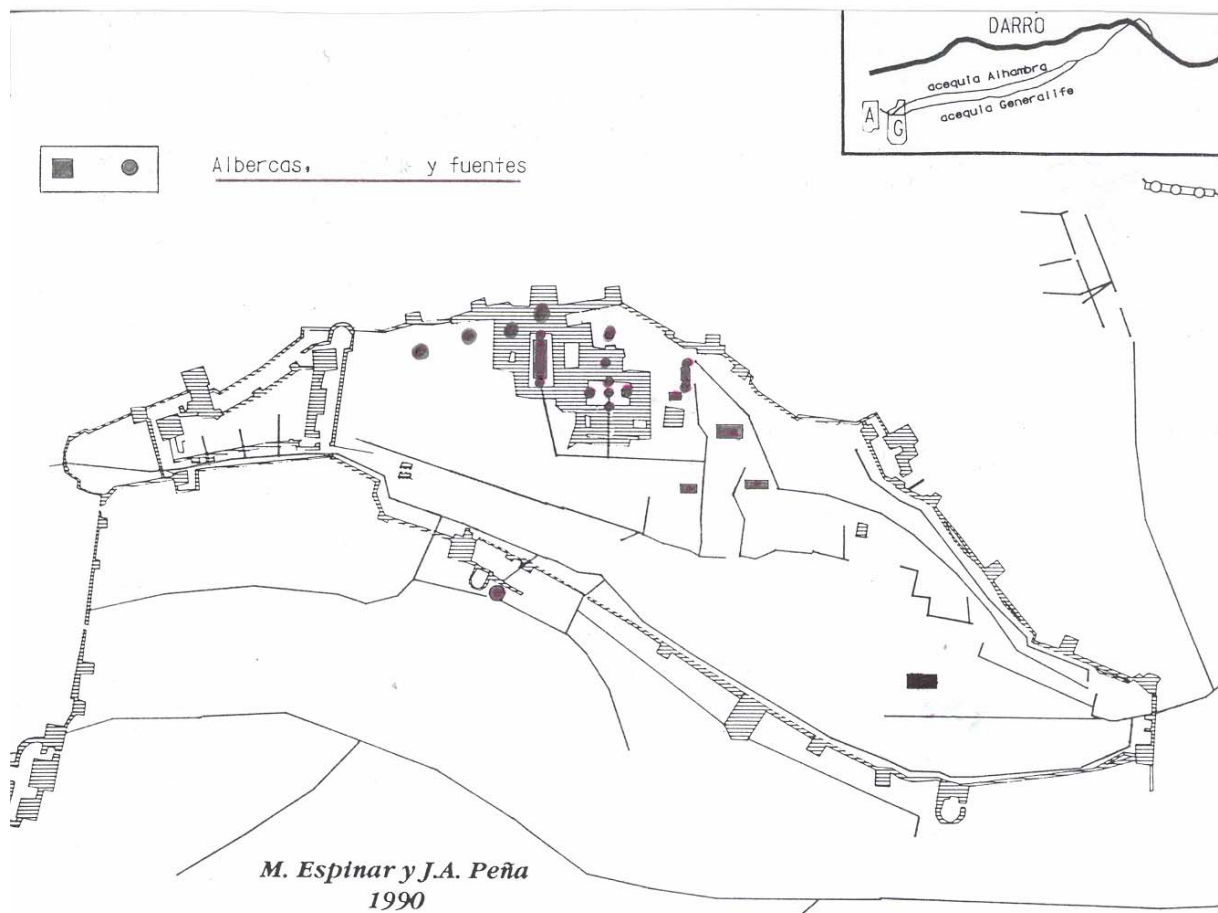 DARRO
acequia Alhambra
acequia Generalife
A
G
Albercas, y fuentes
M. Espinar y J.A. Peña
1990